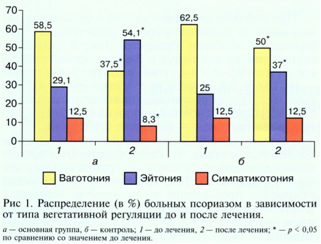 70
60
50
40
30
20
10
0
58,5
29,1
12,5
37,5*
54,1*
8,3*
62,5
25
12,5
50*
37*
12,5
1 2 1 2
а б
Ваготония Эйтония Симпатикотония
Рис 1. Распределение (в %) больных псориазом в зависимости
от типа вегетативной регуляции до и после лечения.
а — основная группа, б — контроль; 1 — до лечения, 2 — после лечения; * — p < 0,05
по сравнению со значением до лечения.